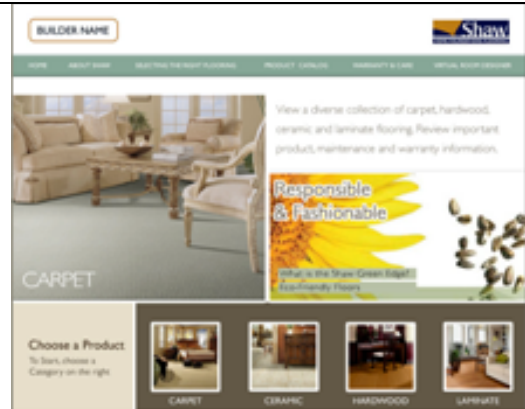 BUILDER NAME
Shaw
HOME ABOUT SHAW SELECTING THE RIGHT FLOORING PRODUCT CATALOG WARRANTY & CARE VIRTUAL ROOM DESIGNER
View a diverse collection of carpet, hardwood,
ceramic and laminate flooring. Review important
product, maintenance and warranty information.
Responsible
& Fashionable
What is the Shaw Green Edge?
Eco-Friendly Floors
CARPET
Choose a Product
To Start, choose a
Category on the right
CARPET CERAMIC HARDWOOD LAMINATE